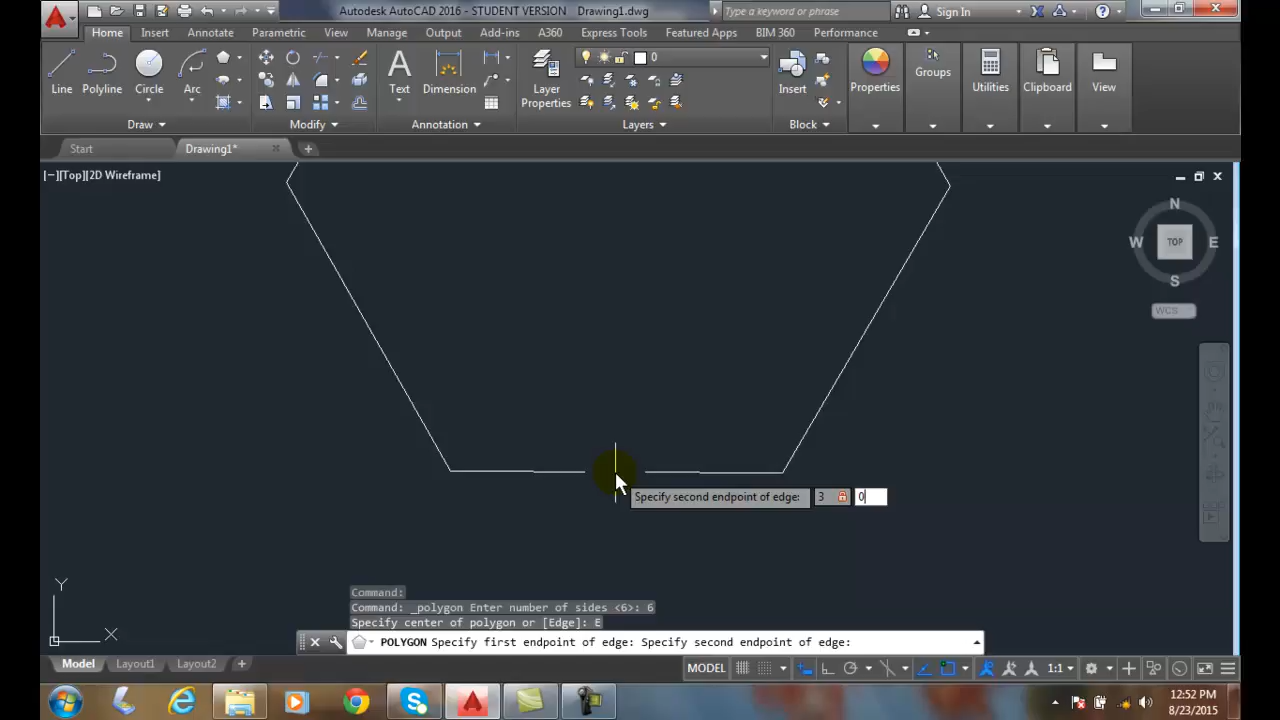 Autodesk AutoCAD 2016 - STUDENT VERSION Drawing1.dwg
Type a keyword or phrase
Sign In
Home Insert Annotate Parametric View Manage Output Add-ins A360 Express Tools Featured Apps BIM 360 Performance
Line Polyline Circle Arc
Text Dimension
Layer Properties
0
Insert
Properties Groups Utilities Clipboard View
Draw Modify Annotation Layers Block
Start Drawing1*
[−][Top][2D Wireframe]
N
W TOP E
S
WCS
Specify second endpoint of edge: 3 0
Y
X
Command:
Command: _polygon Enter number of sides <6>: 6
Specify center of polygon or [Edge]: E
POLYGON Specify first endpoint of edge: Specify second endpoint of edge:
Model Layout1 Layout2 +
MODEL 1:1
12:52 PM
8/23/2015